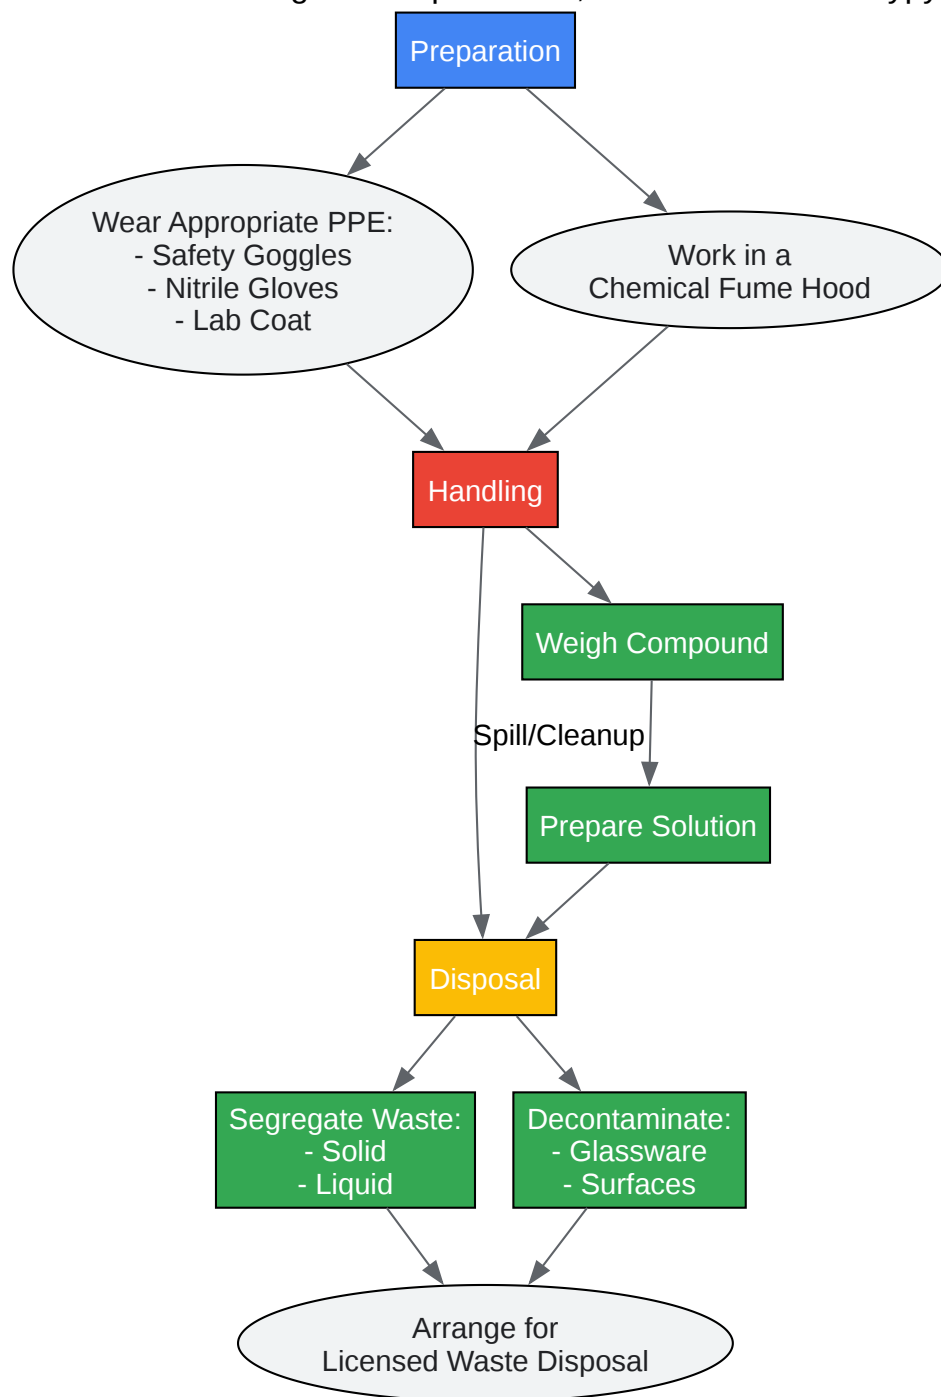 Preparation
Wear Appropriate PPE:
- Safety Goggles
- Nitrile Gloves
- Lab Coat
Work in a
Chemical Fume Hood
Handling
Weigh Compound
Spill/Cleanup
Prepare Solution
Disposal
Segregate Waste:
- Solid
- Liquid
Decontaminate:
- Glassware
- Surfaces
Arrange for
Licensed Waste Disposal